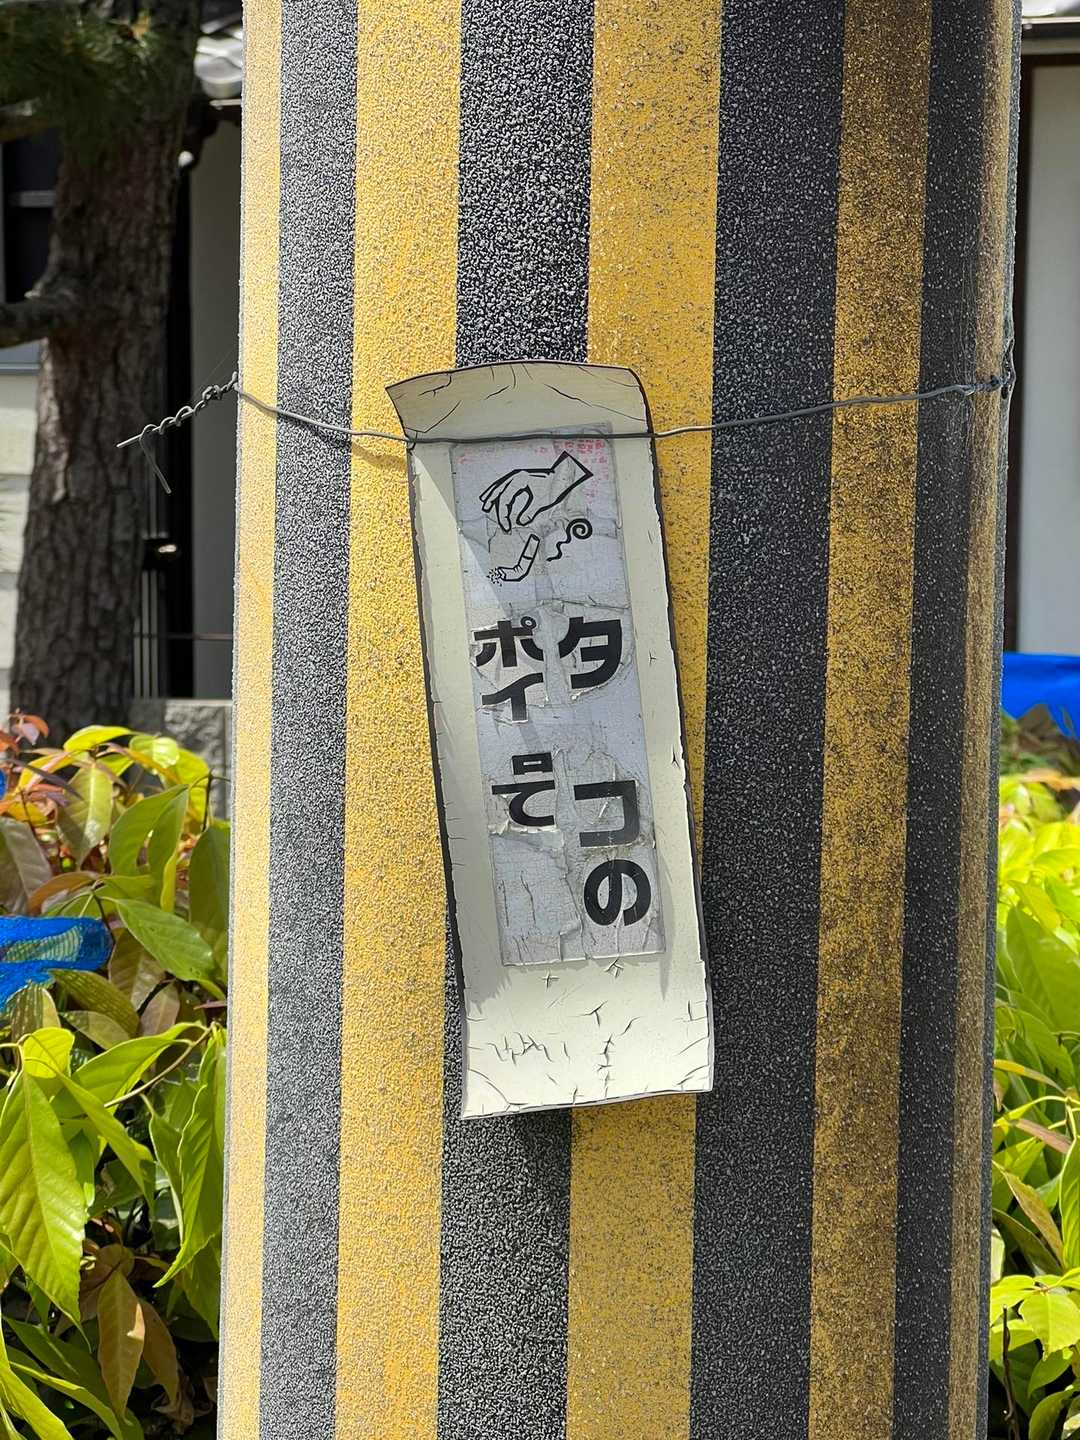 タ コの
ポイ て